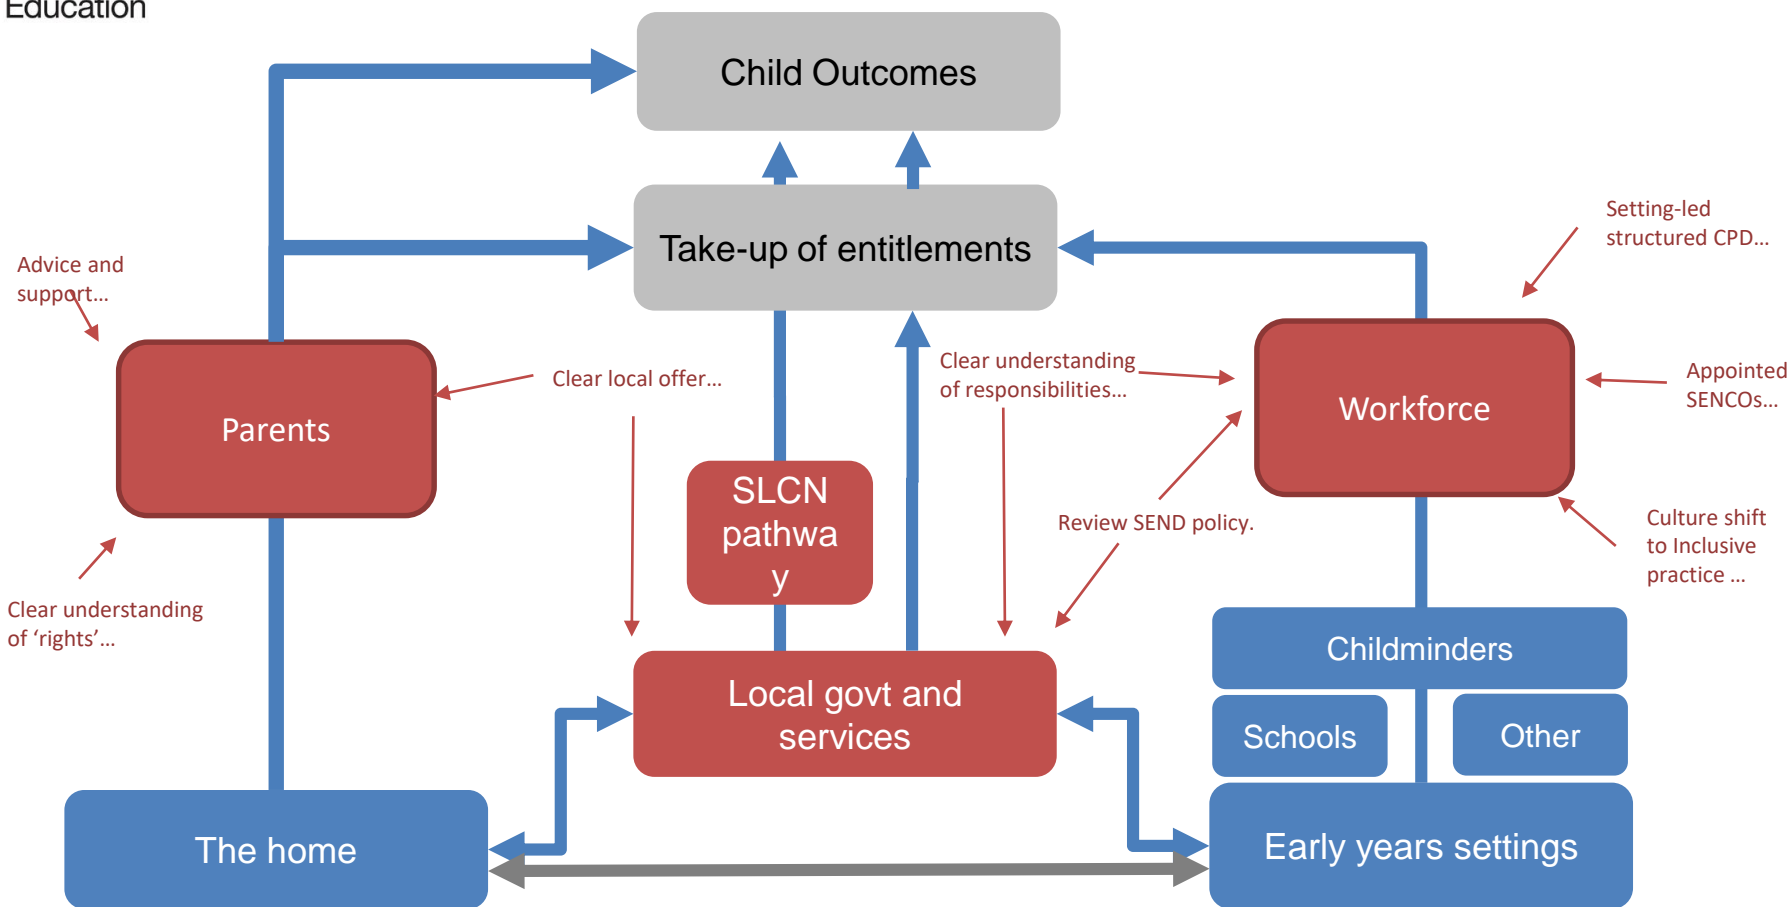 Education
Child Outcomes
Take-up of entitlements
Setting-led
structured CPD...
Advice and
support...
Clear local offer...
Clear understanding
of responsibilities...
Parents
Workforce
Appointed
SENCOs...
SLCN
pathwa
y
Review SEND policy.
Culture shift
to Inclusive
practice ...
Clear understanding
of ‘rights’...
Local govt and
services
Childminders
Schools
Other
The home
Early years settings